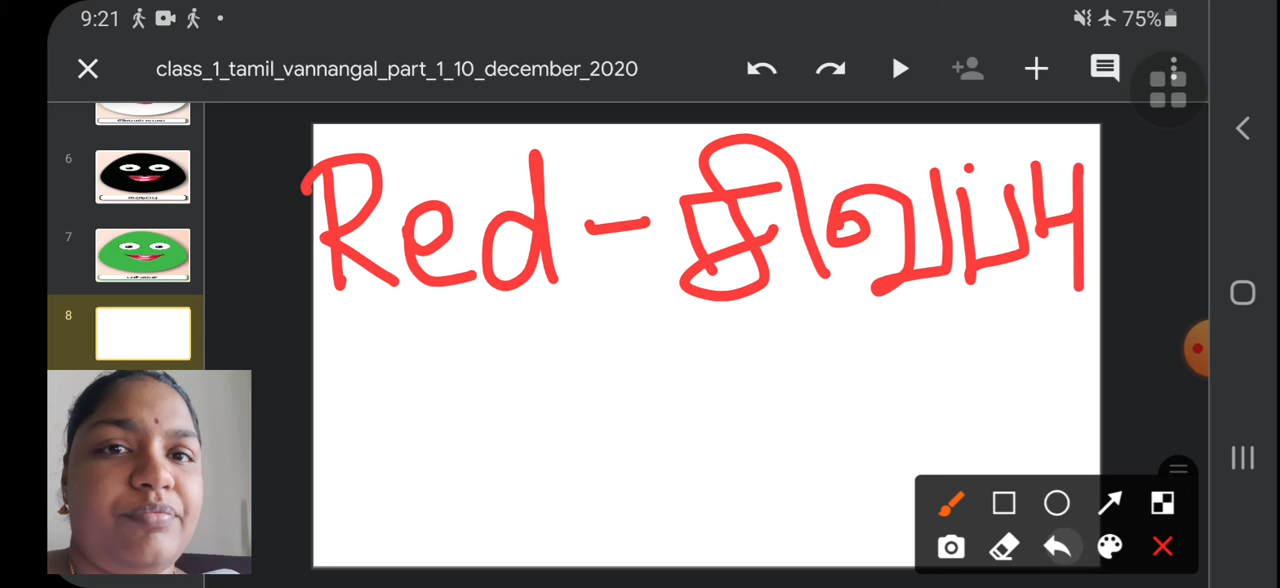 9:21
75%
class_1_tamil_vannangal_part_1_10_december_2020
6
7
8
Red - சிவப்பு